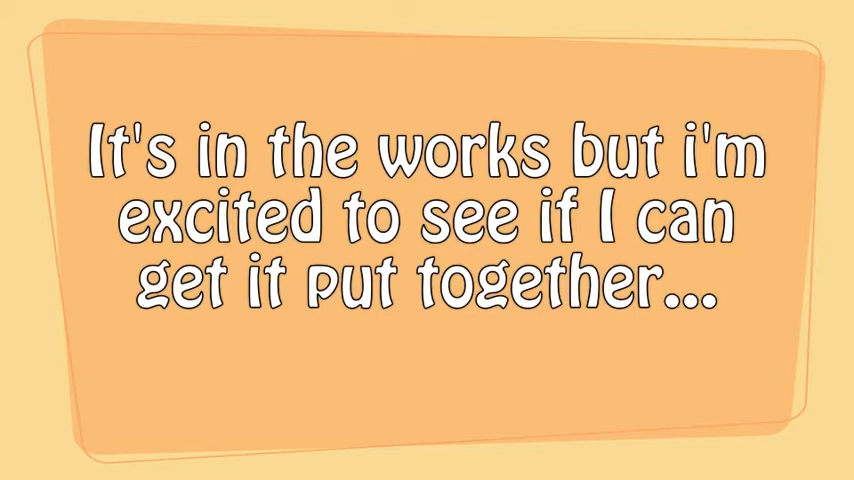 It's in the works but i'm
excited to see if I can
get it put together...